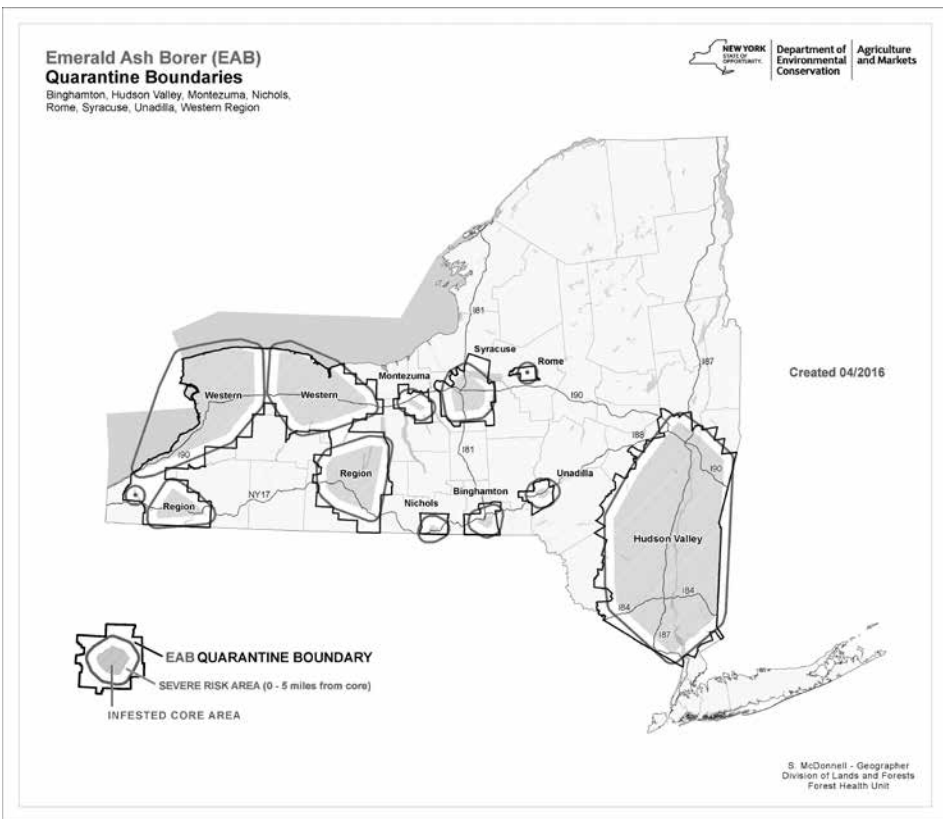 Emerald Ash Borer (EAB)
Quarantine Boundaries
Binghamton, Hudson Valley, Montezuma, Nichols,
Rome, Syracuse, Unadilla, Western Region
NEW YORK
STATE OF
OPPORTUNITY.
Department of
Environmental
Conservation
Agriculture
and Markets
I81
I87
Syracuse
Rome
Montezuma
Created 04/2016
Western
Western
I90
I88
I81
I90
I90
Region
Unadilla
NY17
Binghamton
Nichols
Region
Hudson Valley
I84
I84
I87
EAB QUARANTINE BOUNDARY
SEVERE RISK AREA (0 - 5 miles from core)
INFESTED CORE AREA
S. McDonnell - Geographer
Division of Lands and Forests
Forest Health Unit